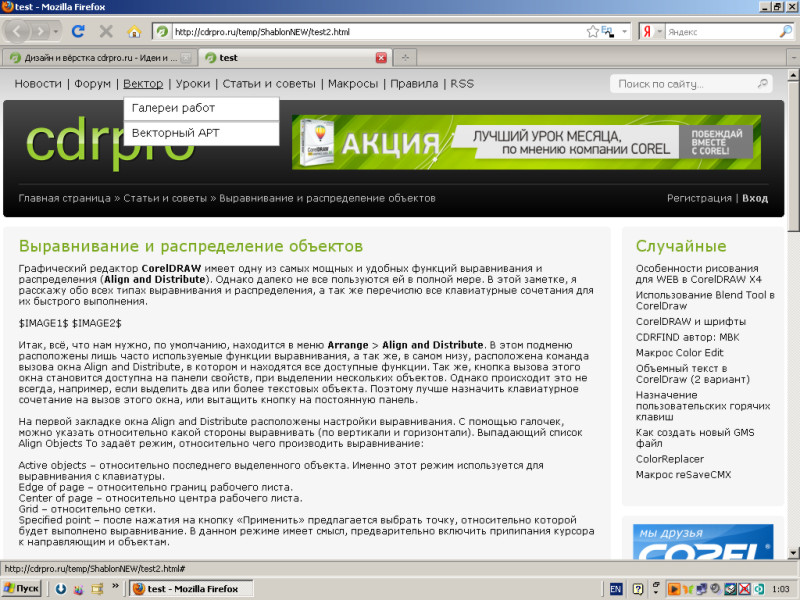 test - Mozilla Firefox
http://cdrpro.ru/temp/ShablonNEW/test2.html
Яндекс
Дизайн и вёрстка cdrpro.ru - Идеи и ...
test
Новости | Форум | Вектор | Уроки | Статьи и советы | Макросы | Правила | RSS
Поиск по сайту...
Галереи работ
Векторный АРТ
cdrpro
CorelDRAW
АКЦИЯ
ЛУЧШИЙ УРОК МЕСЯЦА,
по мнению компании COREL
ПОБЕЖДАЙ
ВМЕСТЕ
С COREL!
Главная страница » Статьи и советы » Выравнивание и распределение объектов
Регистрация | Вход
Выравнивание и распределение объектов
Графический редактор CorelDRAW имеет одну из самых мощных и удобных функций выравнивания и
распределения (Align and Distribute). Однако далеко не все пользуются ей в полной мере. В этой заметке, я
расскажу обо всех типах выравнивания и распределения, а так же перечислю все клавиатурные сочетания для
их быстрого выполнения.
$IMAGE1$ $IMAGE2$
Итак, всё, что нам нужно, по умолчанию, находится в меню Arrange > Align and Distribute. В этом подменю
расположены лишь часто используемые функции выравнивания, а так же, в самом низу, расположена команда
вызова окна Align and Distribute, в котором и находятся все доступные функции. Так же, кнопка вызова этого
окна становится доступна на панели свойств, при выделении нескольких объектов. Однако происходит это не
всегда, например, если выделить два или более текстовых объекта. Поэтому лучше назначить клавиатурное
сочетание на вызов этого окна, или вытащить кнопку на постоянную панель.
На первой закладке окна Align and Distribute расположены настройки выравнивания. С помощью галочек,
можно указать относительно какой стороны выравнивать (по вертикали и горизонтали). Выпадающий список
Align Objects To задаёт режим, относительно чего производить выравнивание:
Active objects – относительно последнего выделенного объекта. Именно этот режим используется для
выравнивания с клавиатуры.
Edge of page – относительно границ рабочего листа.
Center of page – относительно центра рабочего листа.
Grid – относительно сетки.
Specified point – после нажатия на кнопку «Применить» предлагается выбрать точку, относительно которой
будет выполнено выравнивание. В данном режиме имеет смысл, предварительно включить прилипания курсора
к направляющим и объектам.
Случайные
Особенности рисования
для WEB в CorelDRAW X4
Использование Blend Tool в
CorelDraw
CorelDRAW и шрифты
CDRFIND автор: МВК
Макрос Color Edit
Объемный текст в
CorelDraw (2 вариант)
Назначение
пользовательских горячих
клавиш
Как создать новый GMS
файл
ColorReplacer
Макрос reSaveCMX
мы друзья
COREL
http://cdrpro.ru/temp/ShablonNEW/test2.html#
Пуск
test - Mozilla Firefox
EN
1:03